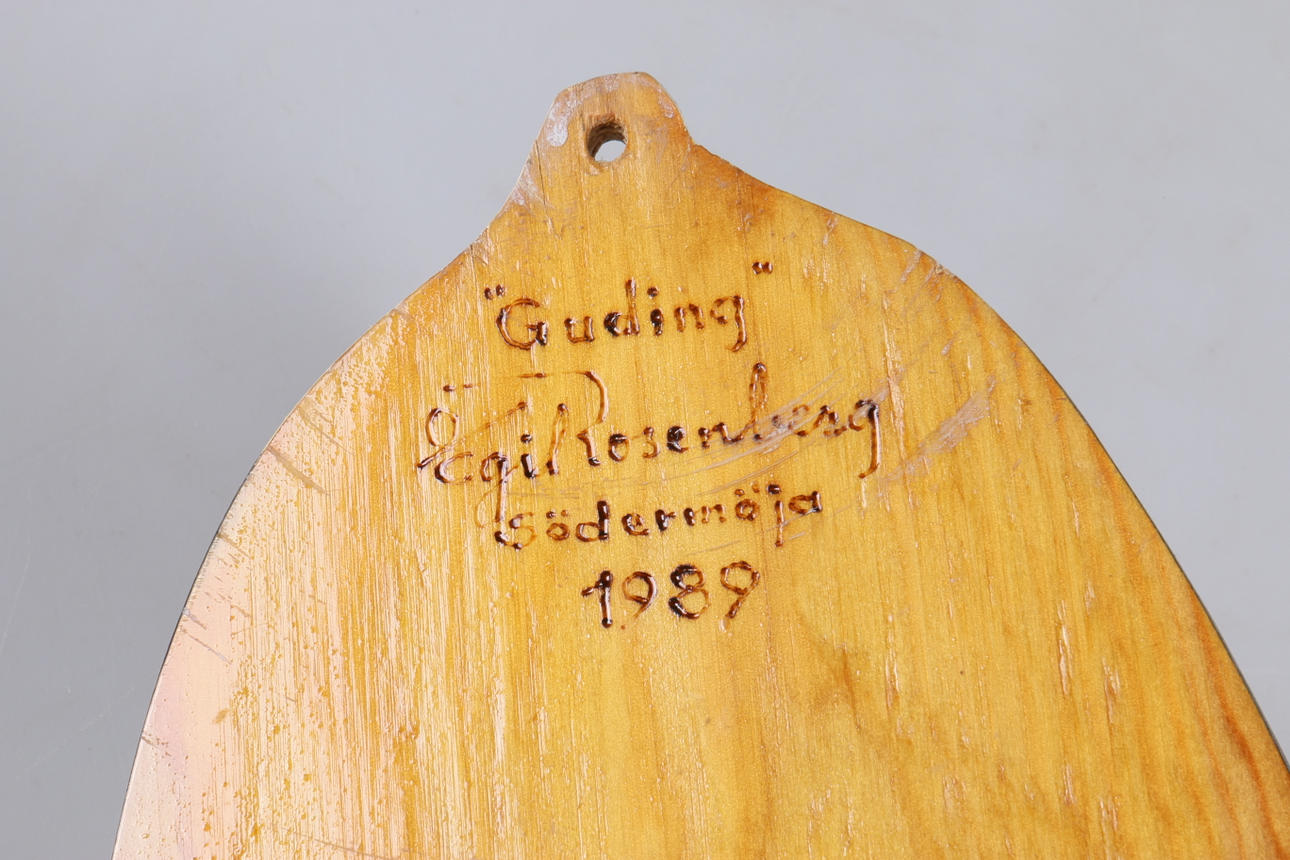 "Guding"
Egil Rosenberg
Södermöja
1989